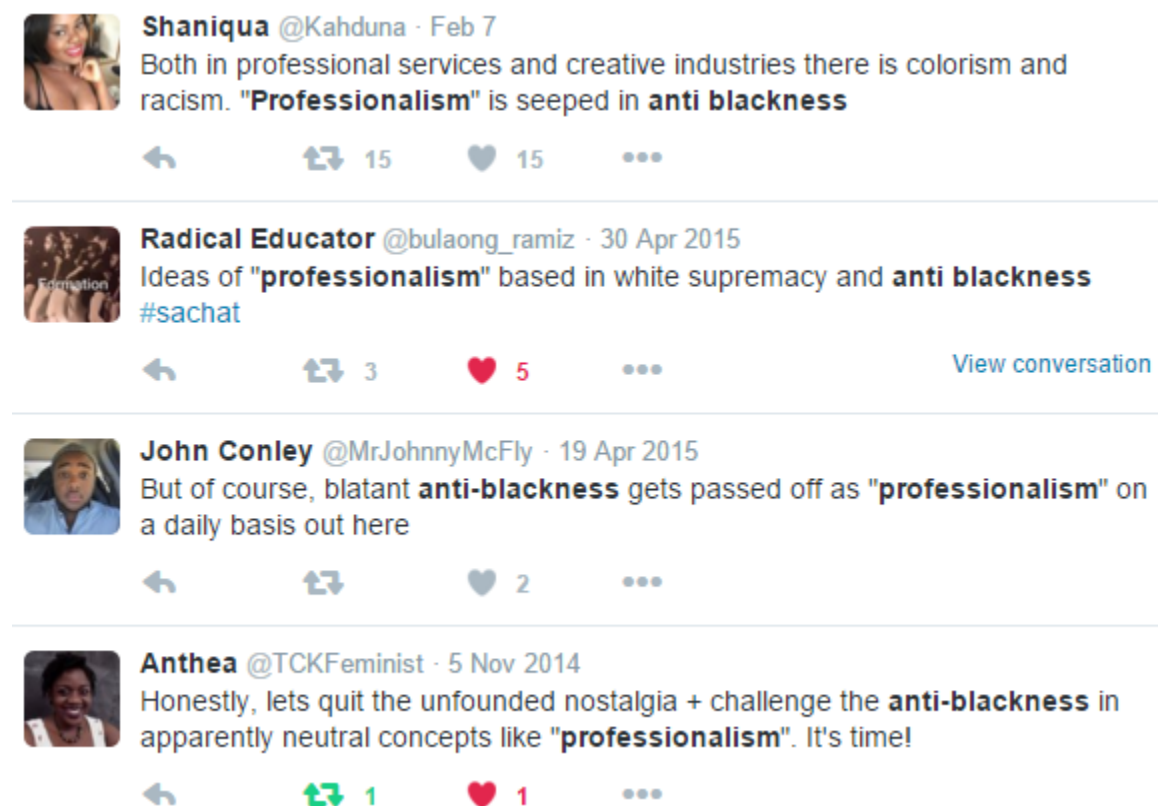 Shaniqua @Kahduna · Feb 7
Both in professional services and creative industries there is colorism and
racism. "Professionalism" is seeped in anti blackness
15 15
Radical Educator @bulaong_ramiz · 30 Apr 2015
Ideas of "professionalism" based in white supremacy and anti blackness
#sachat
Formation
3 5 View conversation
John Conley @MrJohnnyMcFly · 19 Apr 2015
But of course, blatant anti-blackness gets passed off as "professionalism" on
a daily basis out here
2
Anthea @TCKFeminist · 5 Nov 2014
Honestly, lets quit the unfounded nostalgia + challenge the anti-blackness in
apparently neutral concepts like "professionalism". It's time!
1 1